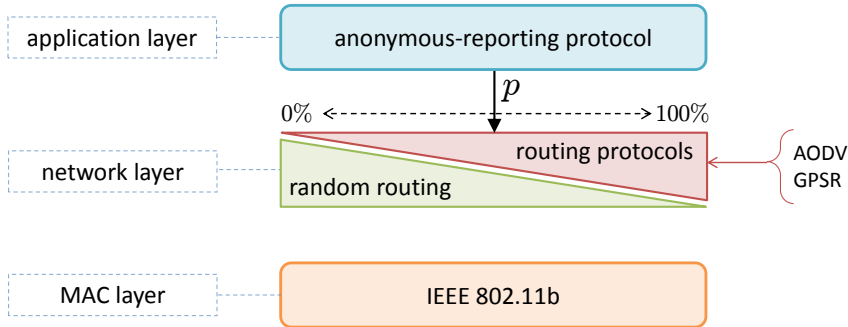 application layer
anonymous-reporting protocol
p
0%
100%
routing protocols
AODV
GPSR
network layer
random routing
MAC layer
IEEE 802.11b